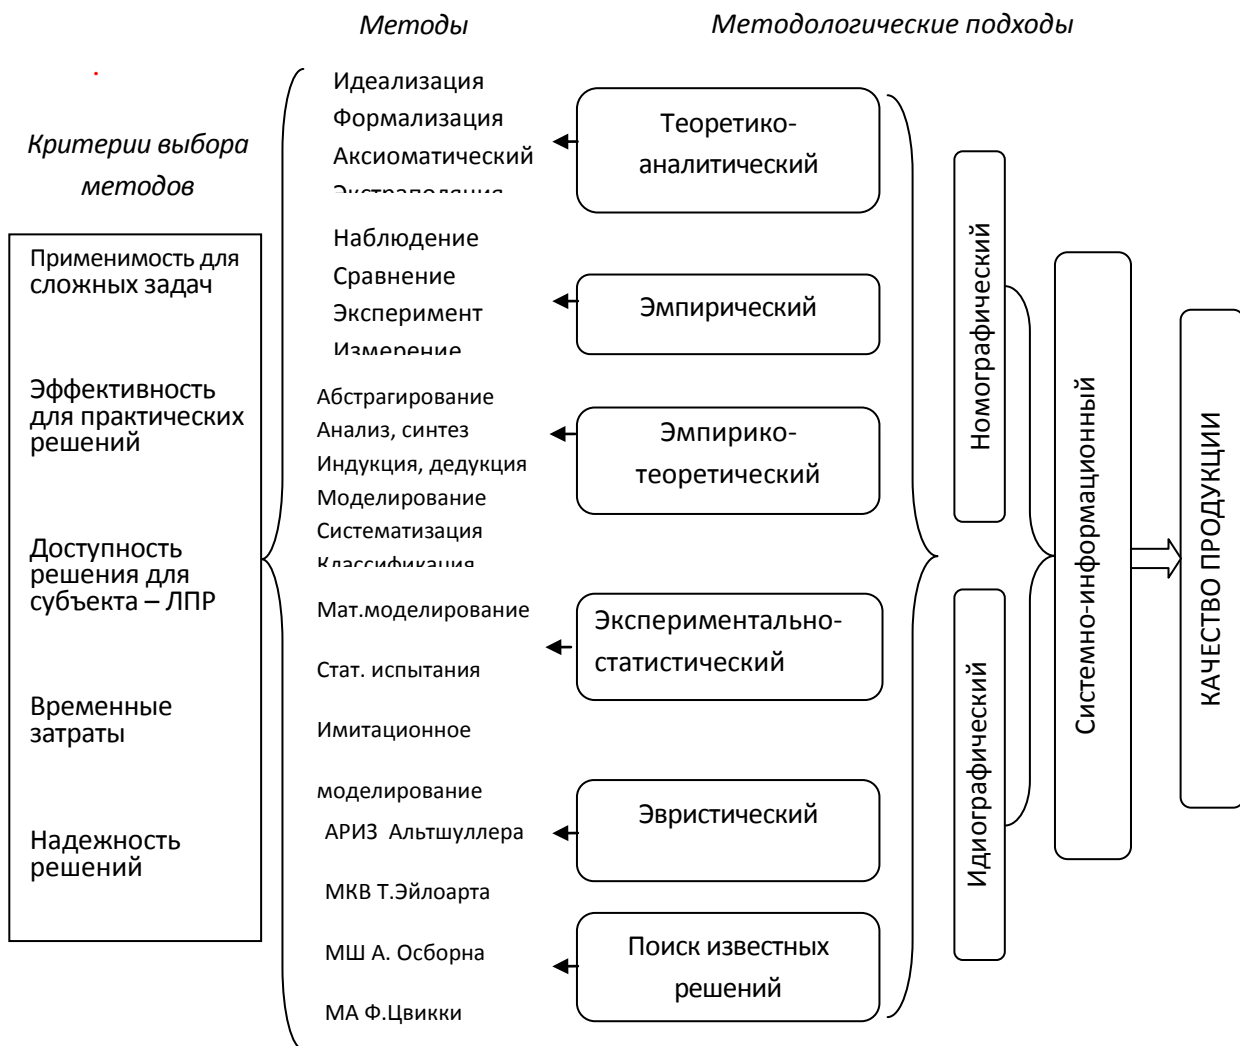 Методы
Методологические подходы
Критерии выбора
методов
Применимость для
сложных задач
Эффективность
для практических
решений
Доступность
решения для
субъекта – ЛПР
Временные
затраты
Надежность
решений
Идеализация
Формализация
Аксиоматический
Экстраполяция
Наблюдение
Сравнение
Эксперимент
Измерение
Абстрагирование
Анализ, синтез
Индукция, дедукция
Моделирование
Систематизация
Классификация
Мат.моделирование
Стат. испытания
Имитационное
моделирование
АРИЗ Альтшуллера
МКВ Т.Эйлоарта
МШ А. Осборна
МА Ф.Цвикки
Теоретико-
аналитический
Эмпирический
Эмпирико-
теоретический
Экспериментально-
статистический
Эвристический
Поиск известных
решений
Номографический
Идиографический
Системно-информационный
КАЧЕСТВО ПРОДУКЦИИ